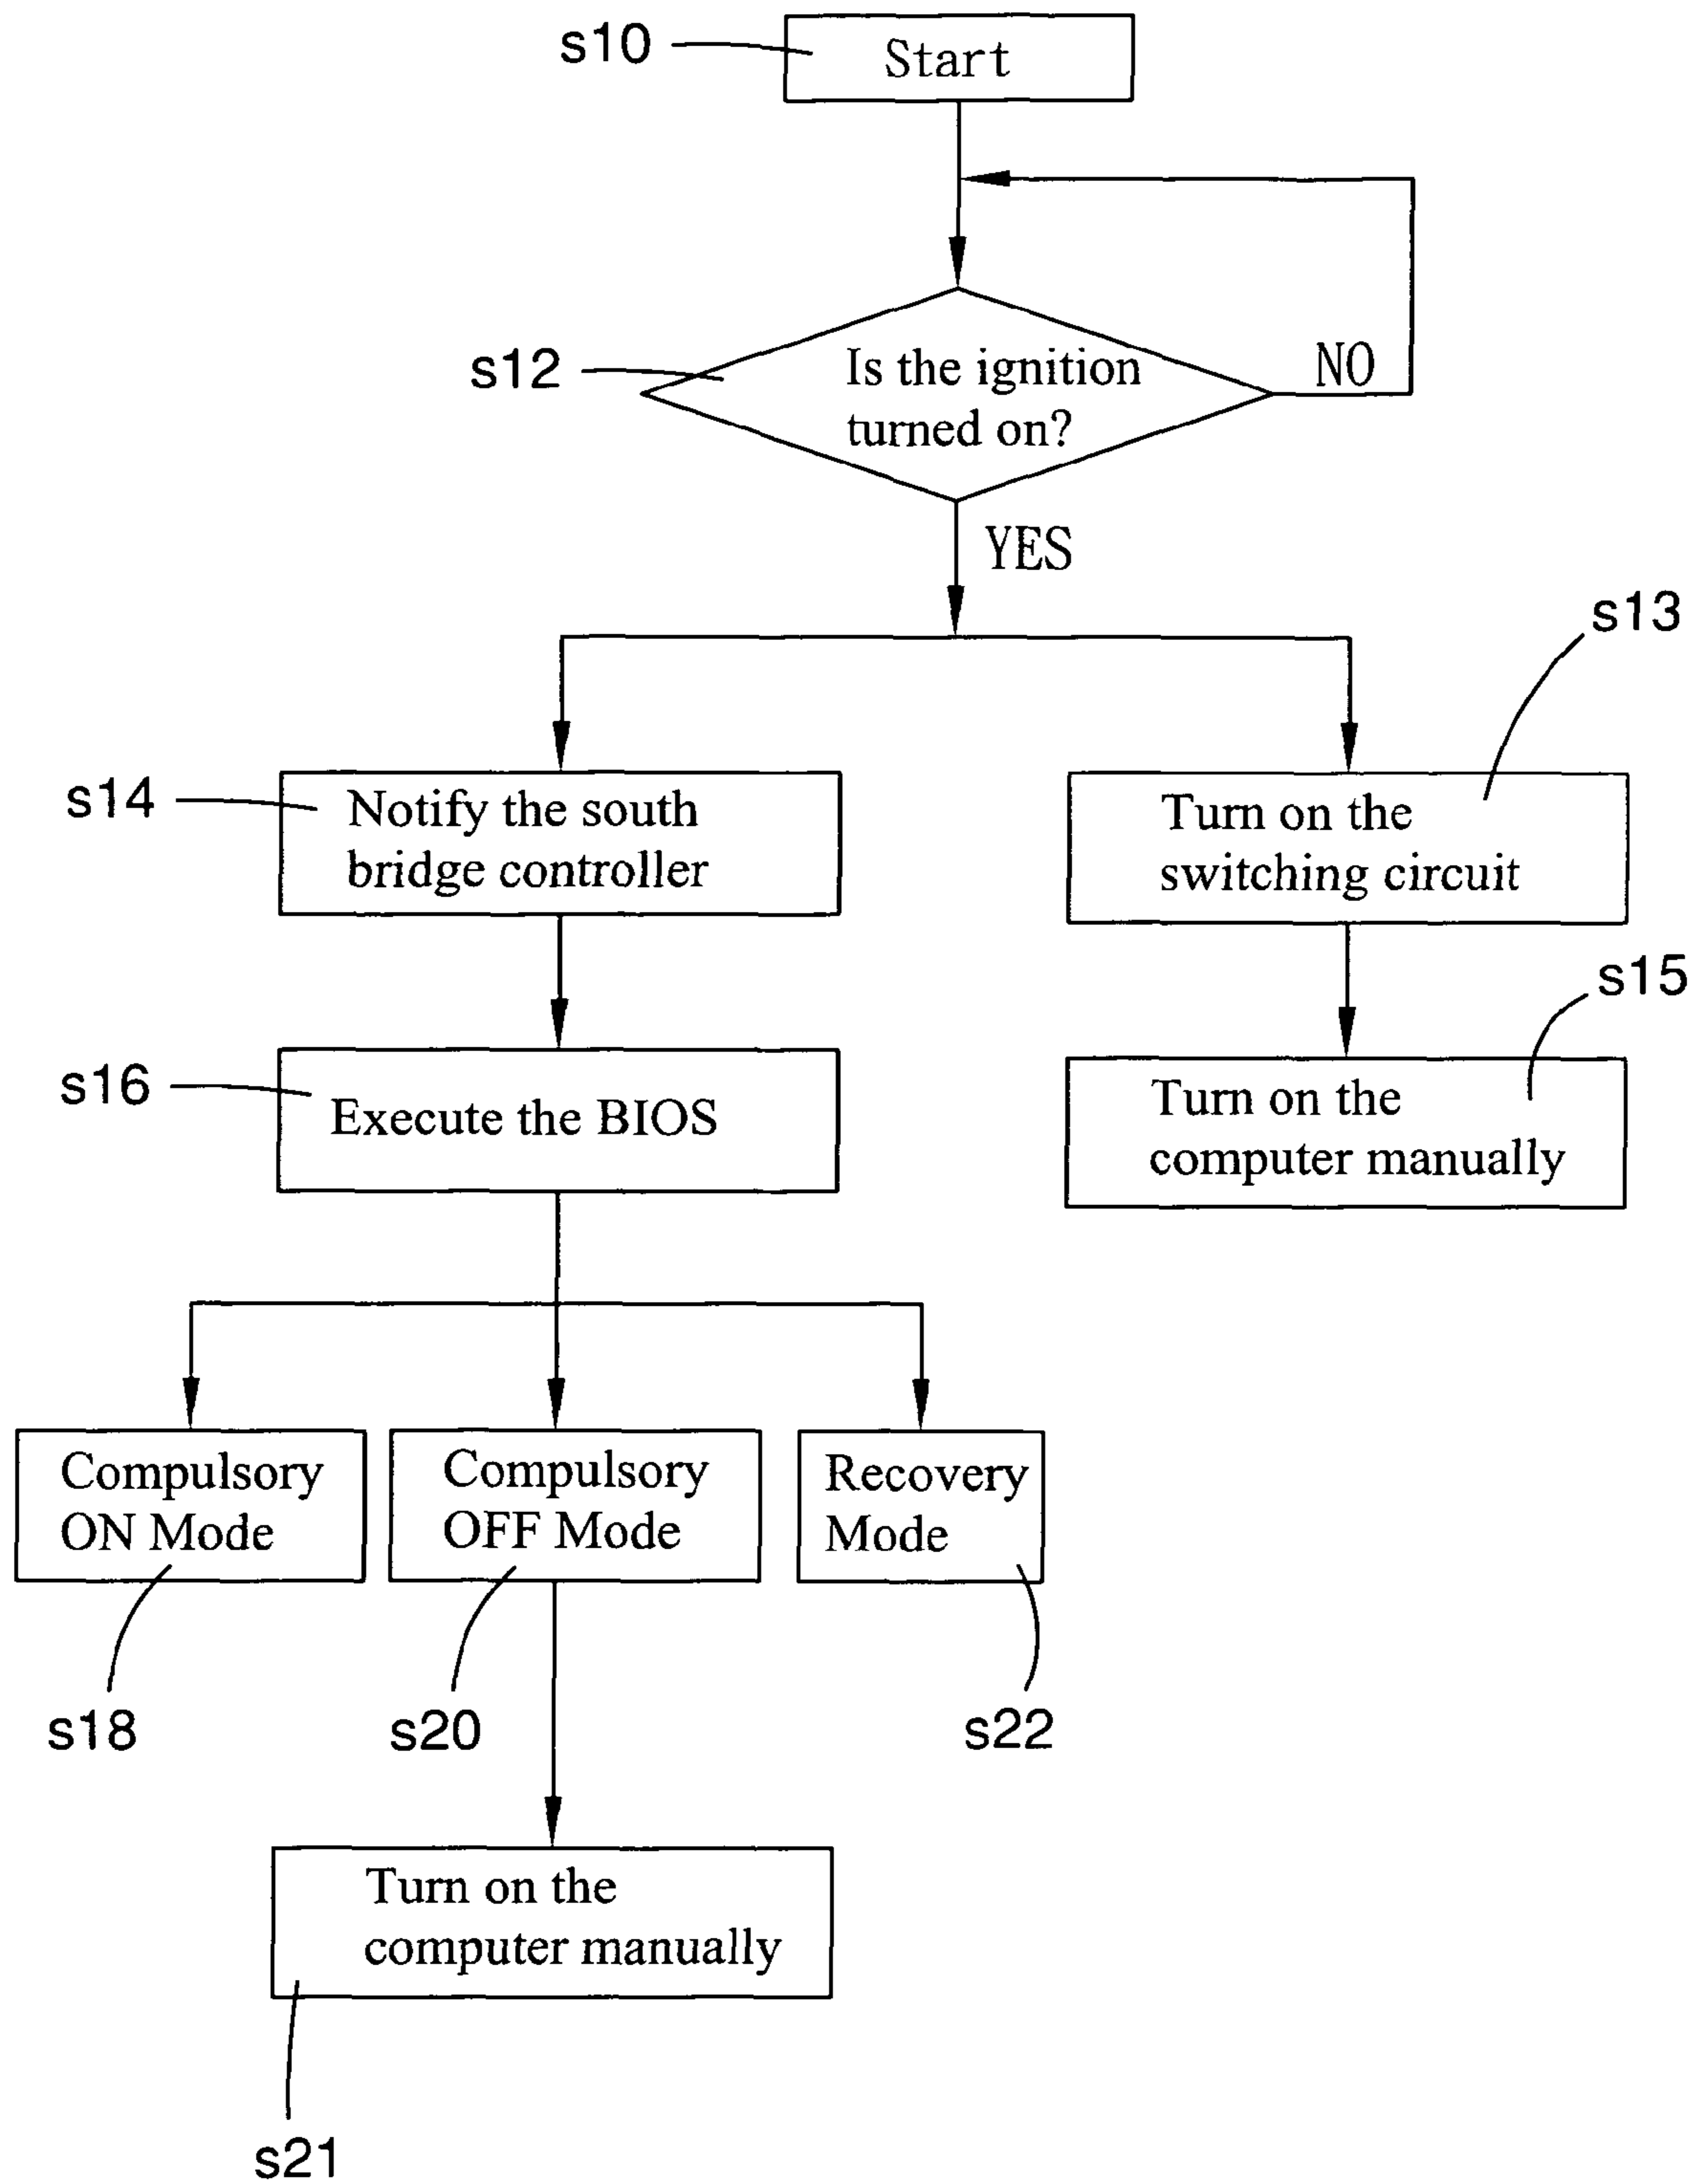 s10
Start
s12
Is the ignition
turned on?
NO
YES
s13
s14
Notify the south
bridge controller
Turn on the
switching circuit
s15
s16
Execute the BIOS
Turn on the
computer manually
Compulsory
ON Mode
Compulsory
OFF Mode
Recovery
Mode
s18
s20
s22
Turn on the
computer manually
s21